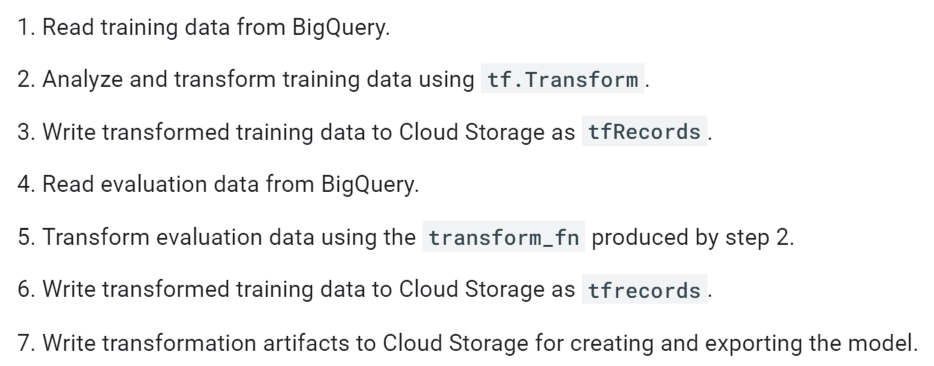 1. Read training data from BigQuery.
2. Analyze and transform training data using tf.Transform.
3. Write transformed training data to Cloud Storage as tfRecords.
4. Read evaluation data from BigQuery.
5. Transform evaluation data using the transform_fn produced by step 2.
6. Write transformed training data to Cloud Storage as tfrecords.
7. Write transformation artifacts to Cloud Storage for creating and exporting the model.